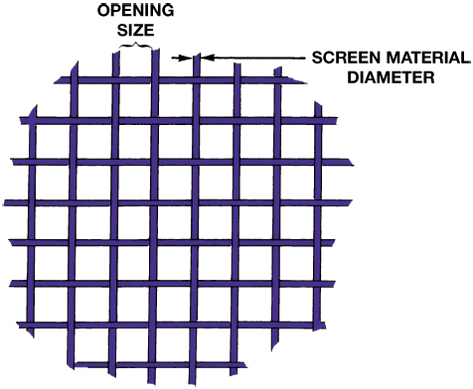 OPENING
SIZE
SCREEN MATERIAL
DIAMETER